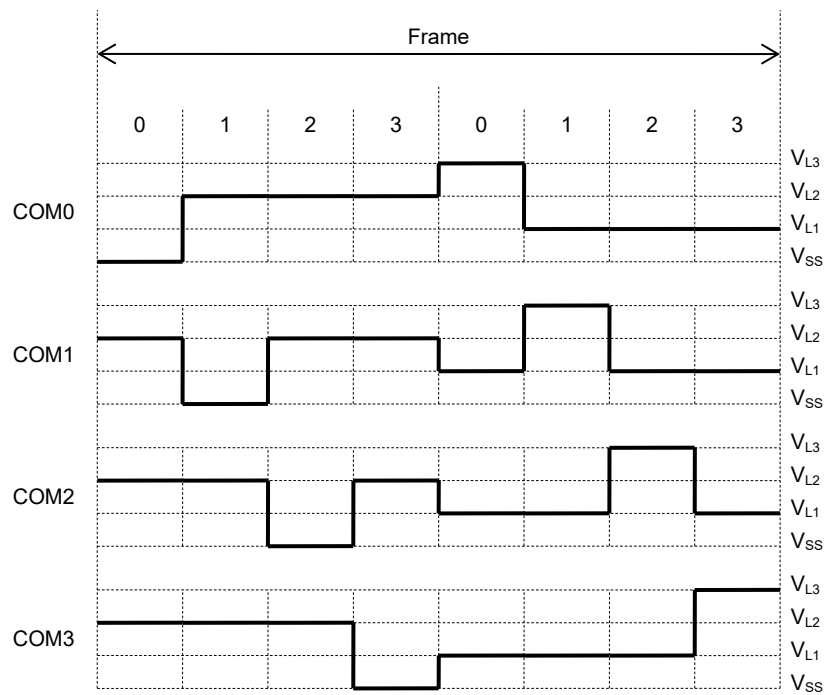 Frame
0 1 2 3 0 1 2 3
VL3
VL2
COM0
VL1
VSS
VL3
VL2
COM1
VL1
VSS
VL3
VL2
COM2
VL1
VSS
VL3
VL2
COM3
VL1
VSS